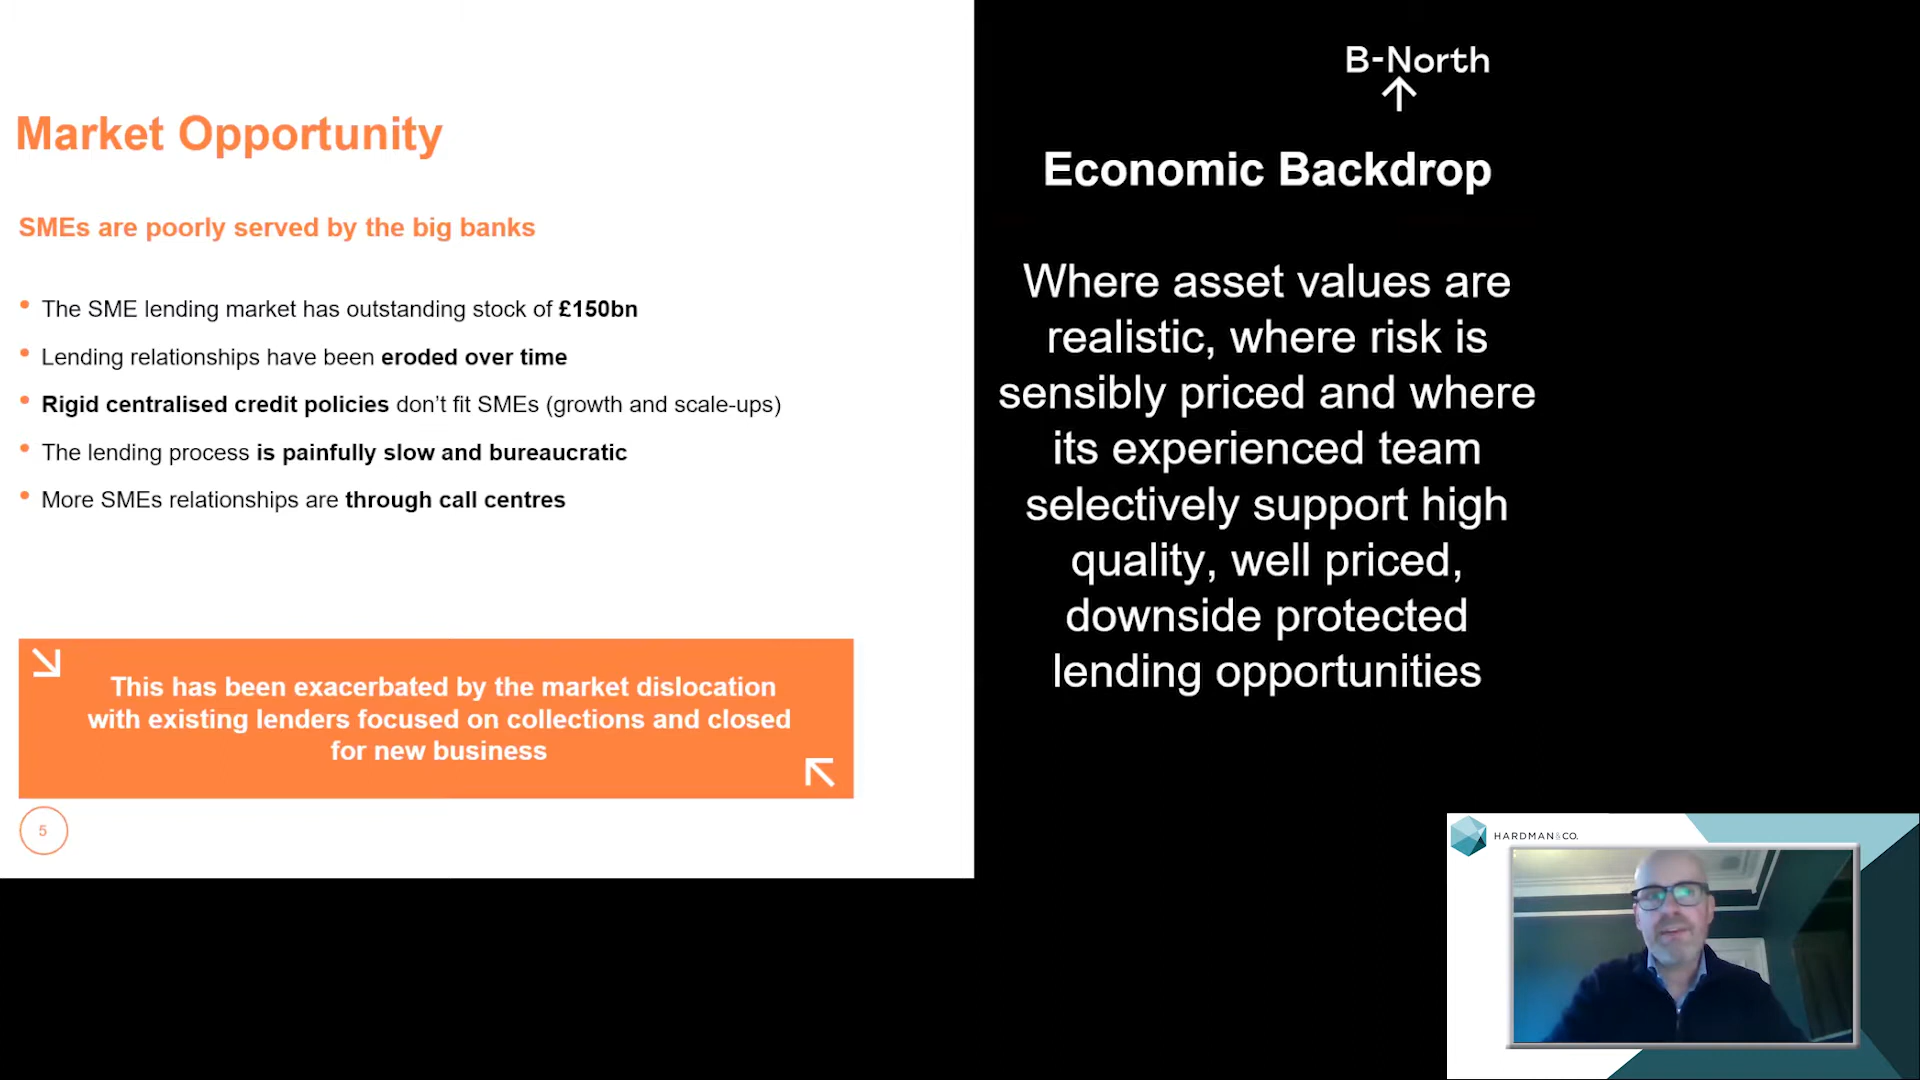 Market Opportunity
SMEs are poorly served by the big banks
• The SME lending market has outstanding stock of £150bn
• Lending relationships have been eroded over time
• Rigid centralised credit policies don’t fit SMEs (growth and scale-ups)
• The lending process is painfully slow and bureaucratic
• More SMEs relationships are through call centres
This has been exacerbated by the market dislocation
with existing lenders focused on collections and closed
for new business
5
B-North
Economic Backdrop
Where asset values are
realistic, where risk is
sensibly priced and where
its experienced team
selectively support high
quality, well priced,
downside protected
lending opportunities
HARDMAN&CO.